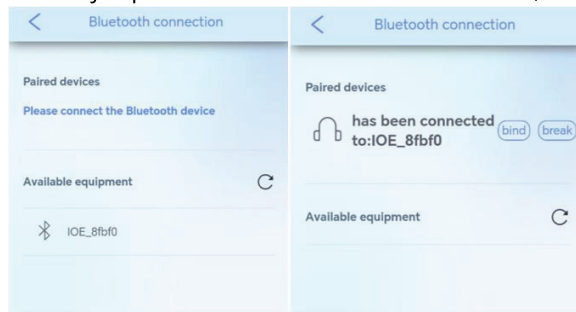 Bluetooth connection
Paired devices
Please connect the Bluetooth device
Available equipment
IOE_8fbf0
Bluetooth connection
Paired devices
has been connected
to:IOE_8fbf0
bind
break
Available equipment